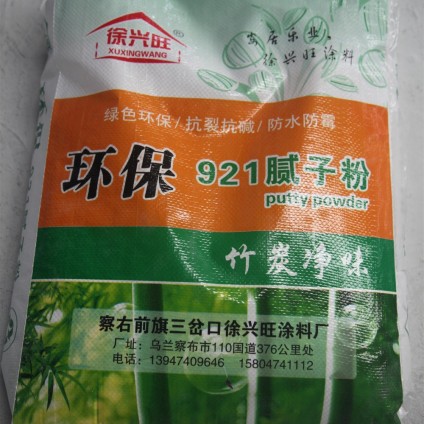 徐兴旺®
XUXINGWANG
安居乐业,
徐兴旺涂料
绿色环保/抗裂抗碱/防水防霉
环保 921腻子粉
putty powder
竹炭净味
察右前旗三岔口徐兴旺涂料厂
厂址:乌兰察布市110国道376公里处
电话:13947409646 15804741112